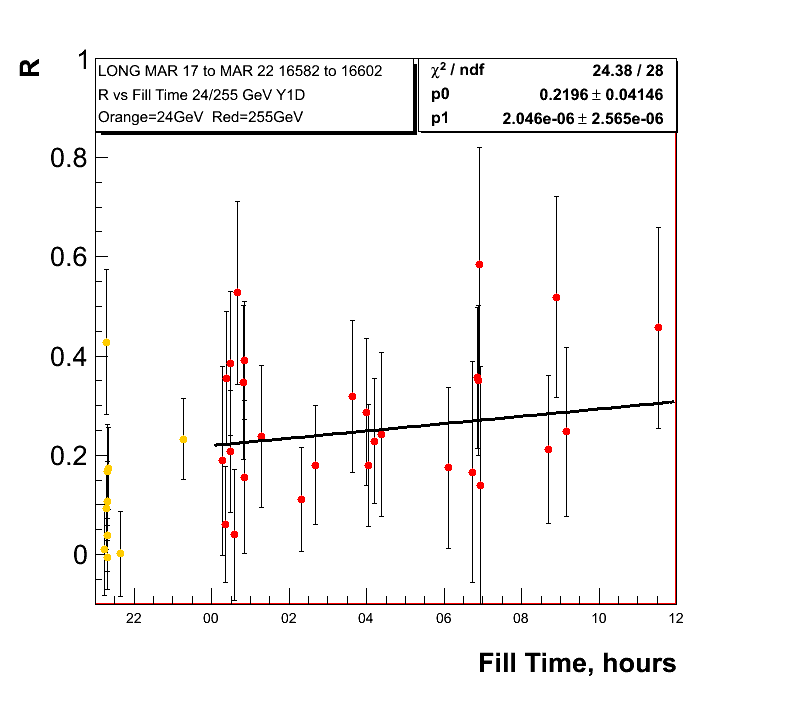 R
LONG MAR 17 to MAR 22 16582 to 16602
R vs Fill Time 24/255 GeV Y1D
Orange=24GeV Red=255GeV
χ² / ndf 24.38 / 28
p0 0.2196 ± 0.04146
p1 2.046e-06 ± 2.565e-06
1
0.8
0.6
0.4
0.2
0
22 00 02 04 06 08 10 12
Fill Time, hours